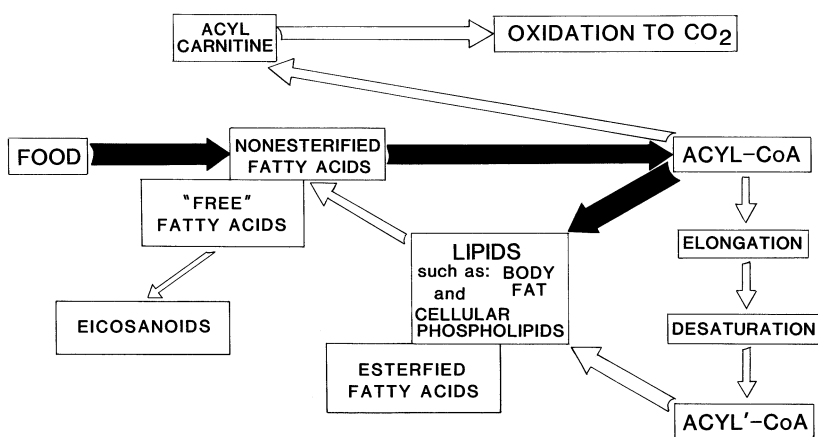 ACYL
CARNITINE
OXIDATION TO CO₂
FOOD
NONESTERIFIED
FATTY ACIDS
ACYL-CoA
"FREE"
FATTY ACIDS
EICOSANOIDS
LIPIDS
such as: BODY
and FAT
CELLULAR
PHOSPHOLIPIDS
ESTERFIED
FATTY ACIDS
ELONGATION
DESATURATION
ACYL′-CoA